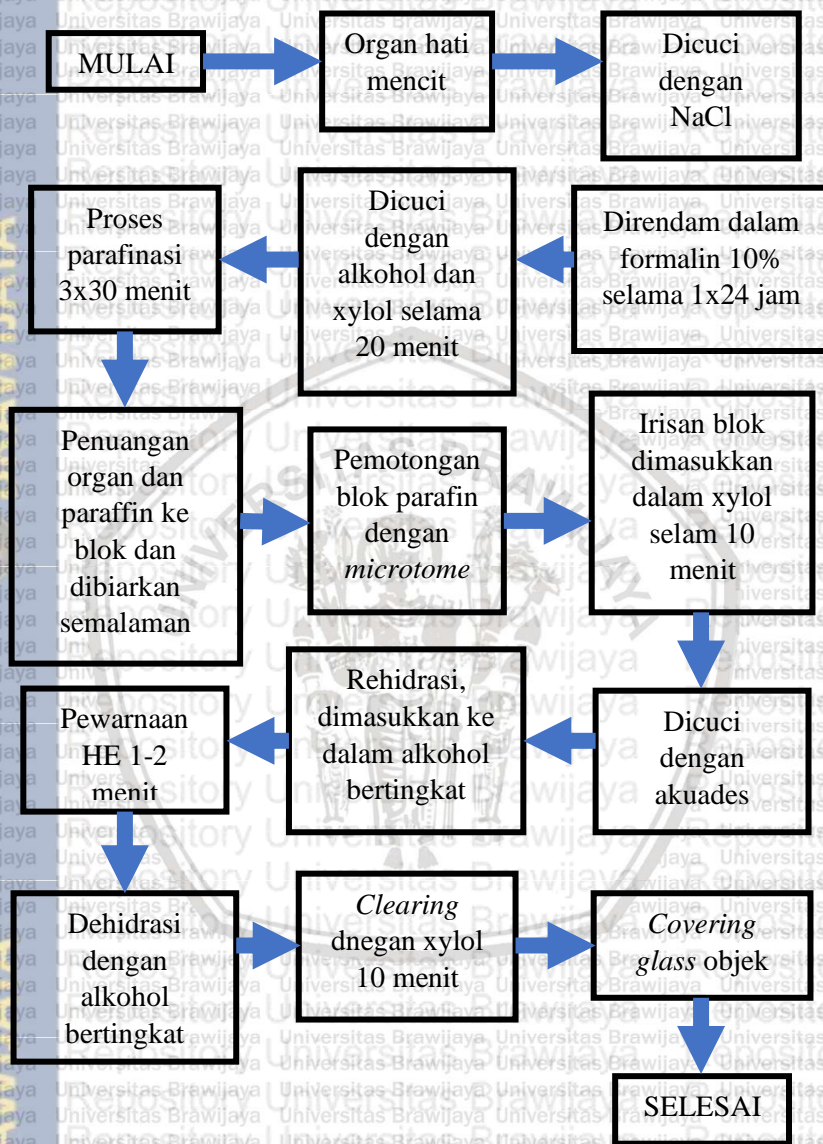 MULAI
Organ hati
mencit
Dicuci
dengan
NaCl
Direndam dalam
formalin 10%
selama 1x24 jam
Dicuci
dengan
alkohol dan
xylol selama
20 menit
Proses
parafinasi
3x30 menit
Penuangan
organ dan
paraffin ke
blok dan
dibiarkan
semalaman
Pemotongan
blok parafin
dengan
microtome
Irisan blok
dimasukkan
dalam xylol
selam 10
menit
Dicuci
dengan
akuades
Rehidrasi,
dimasukkan ke
dalam alkohol
bertingkat
Pewarnaan
HE 1-2
menit
Dehidrasi
dengan
alkohol
bertingkat
Clearing
dnegan xylol
10 menit
Covering
glass objek
SELESAI
UNIVERSITAS BRAWIJAYA